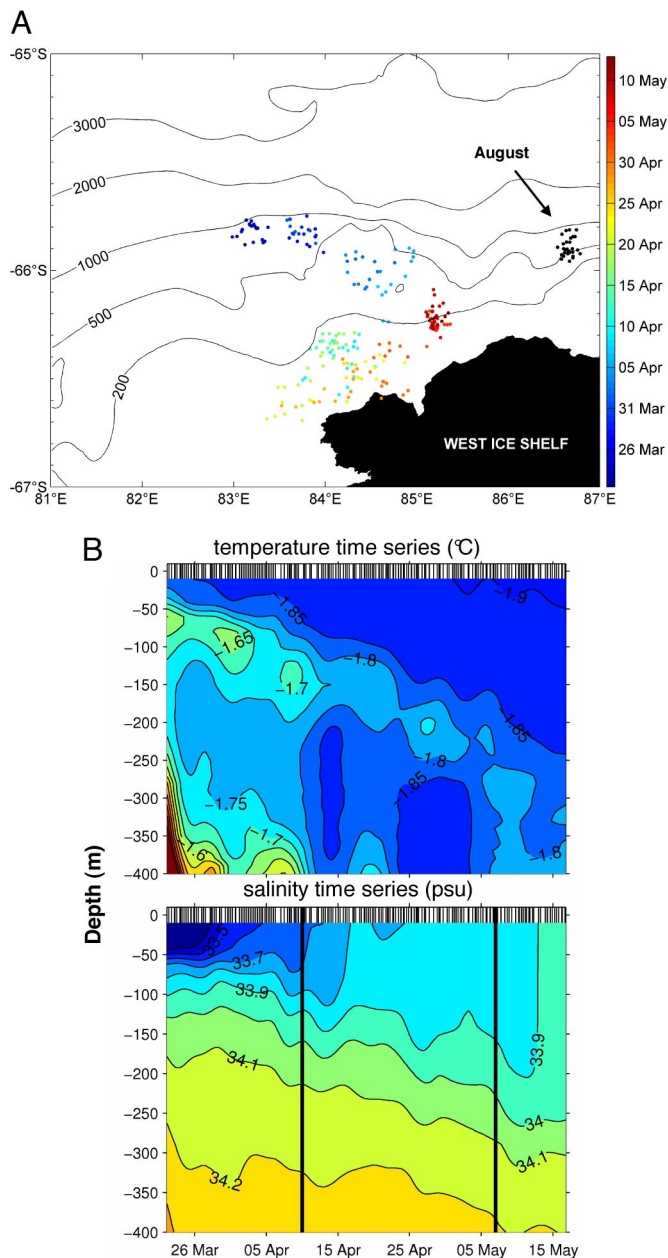 A
-65°S
-66°S
-67°S
81°E 82°E 83°E 84°E 85°E 86°E 87°E
3000
2000
1000
500
200
August
WEST ICE SHELF
10 May
05 May
30 Apr
25 Apr
20 Apr
15 Apr
10 Apr
05 Apr
31 Mar
26 Mar
B
temperature time series (°C)
0
−50
−100
−150
−200
−250
−300
−350
−400
−1.9
−1.85
−1.65
−1.8
−1.7
−1.85
−1.8
−1.85
−1.75
−1.7
−1.6
−1.8
Depth (m)
salinity time series (psu)
0
−50
−100
−150
−200
−250
−300
−350
−400
33.5
33.7
33.9
33.9
34.1
34
34.1
34.2
26 Mar 05 Apr 15 Apr 25 Apr 05 May 15 May